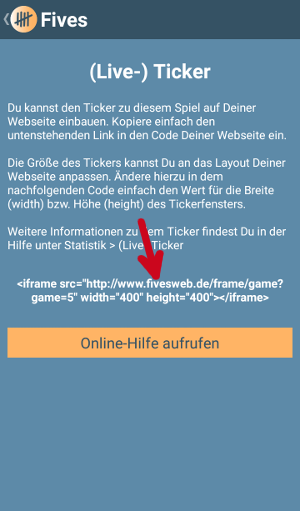 Fives
(Live-) Ticker
Du kannst den Ticker zu diesem Spiel auf Deiner
Webseite einbauen. Kopiere einfach den
untenstehenden Link in den Code Deiner Webseite ein.
Die Größe des Tickers kannst Du an das Layout Deiner
Webseite anpassen. Ändere hierzu in dem
nachfolgenden Code einfach den Wert für die Breite
(width) bzw. Höhe (height) des Tickerfensters.
Weitere Informationen zu dem Ticker findest Du in der
Hilfe unter Statistik > (Live-) Ticker
<iframe src="http://www.fivesweb.de/frame/game?
game=5" width="400" height="400"></iframe>
Online-Hilfe aufrufen